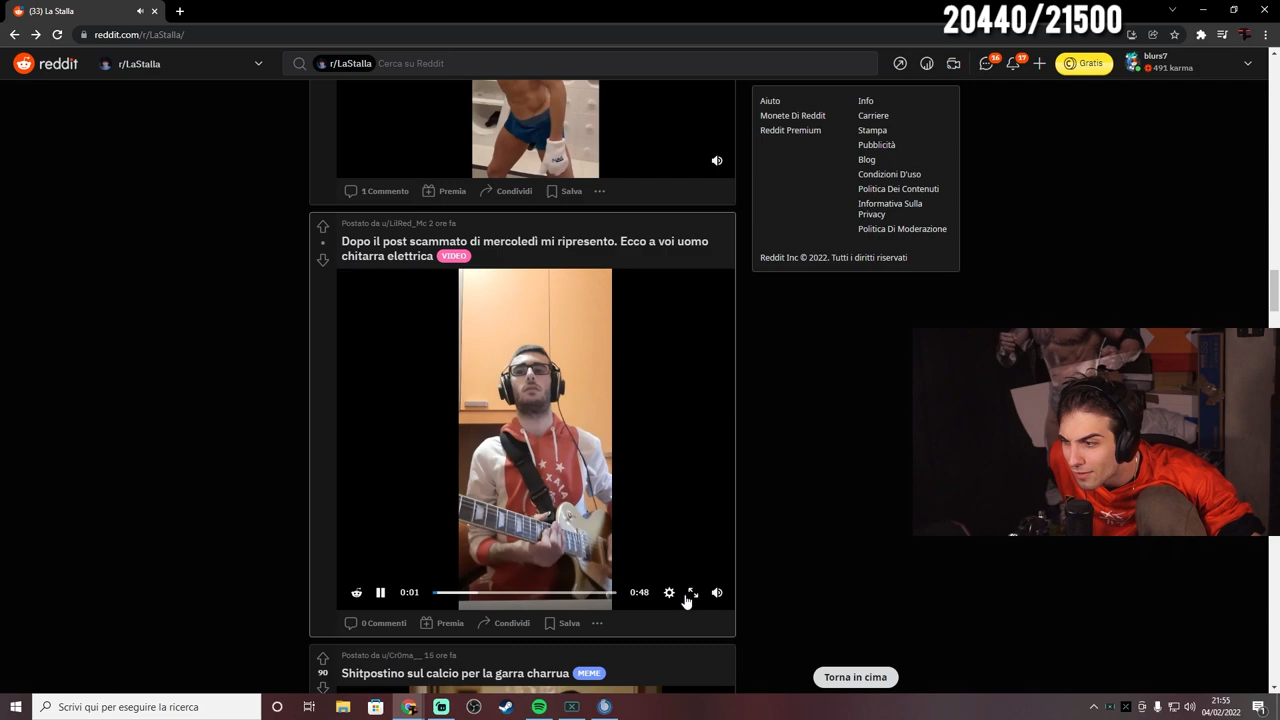 (33) La Stalla
20440/21500
reddit.com/r/LaStalla/
reddit
r/LaStalla
r/LaStalla
Cerca su Reddit
16
17
Gratis
blurs7
491 karma
1 Commento
Premia
Condividi
Salva
Aiuto
Info
Monete Di Reddit
Carriere
Reddit Premium
Stampa
Pubblicità
Blog
Condizioni D'uso
Politica Dei Contenuti
Informativa Sulla
Privacy
Politica Di Moderazione
Reddit Inc © 2022. Tutti i diritti riservati
Postato da u/LilRed_Mc 2 ore fa
Dopo il post scammato di mercoledì mi ripresento. Ecco a voi uomo
chitarra elettrica VIDEO
0:01
0:48
0 Commenti
Premia
Condividi
Salva
Postato da u/Cr0ma__ 15 ore fa
90
Shitpostino sul calcio per la garra charrua MEME
Torna in cima
Scrivi qui per eseguire la ricerca
21:55
04/02/2022